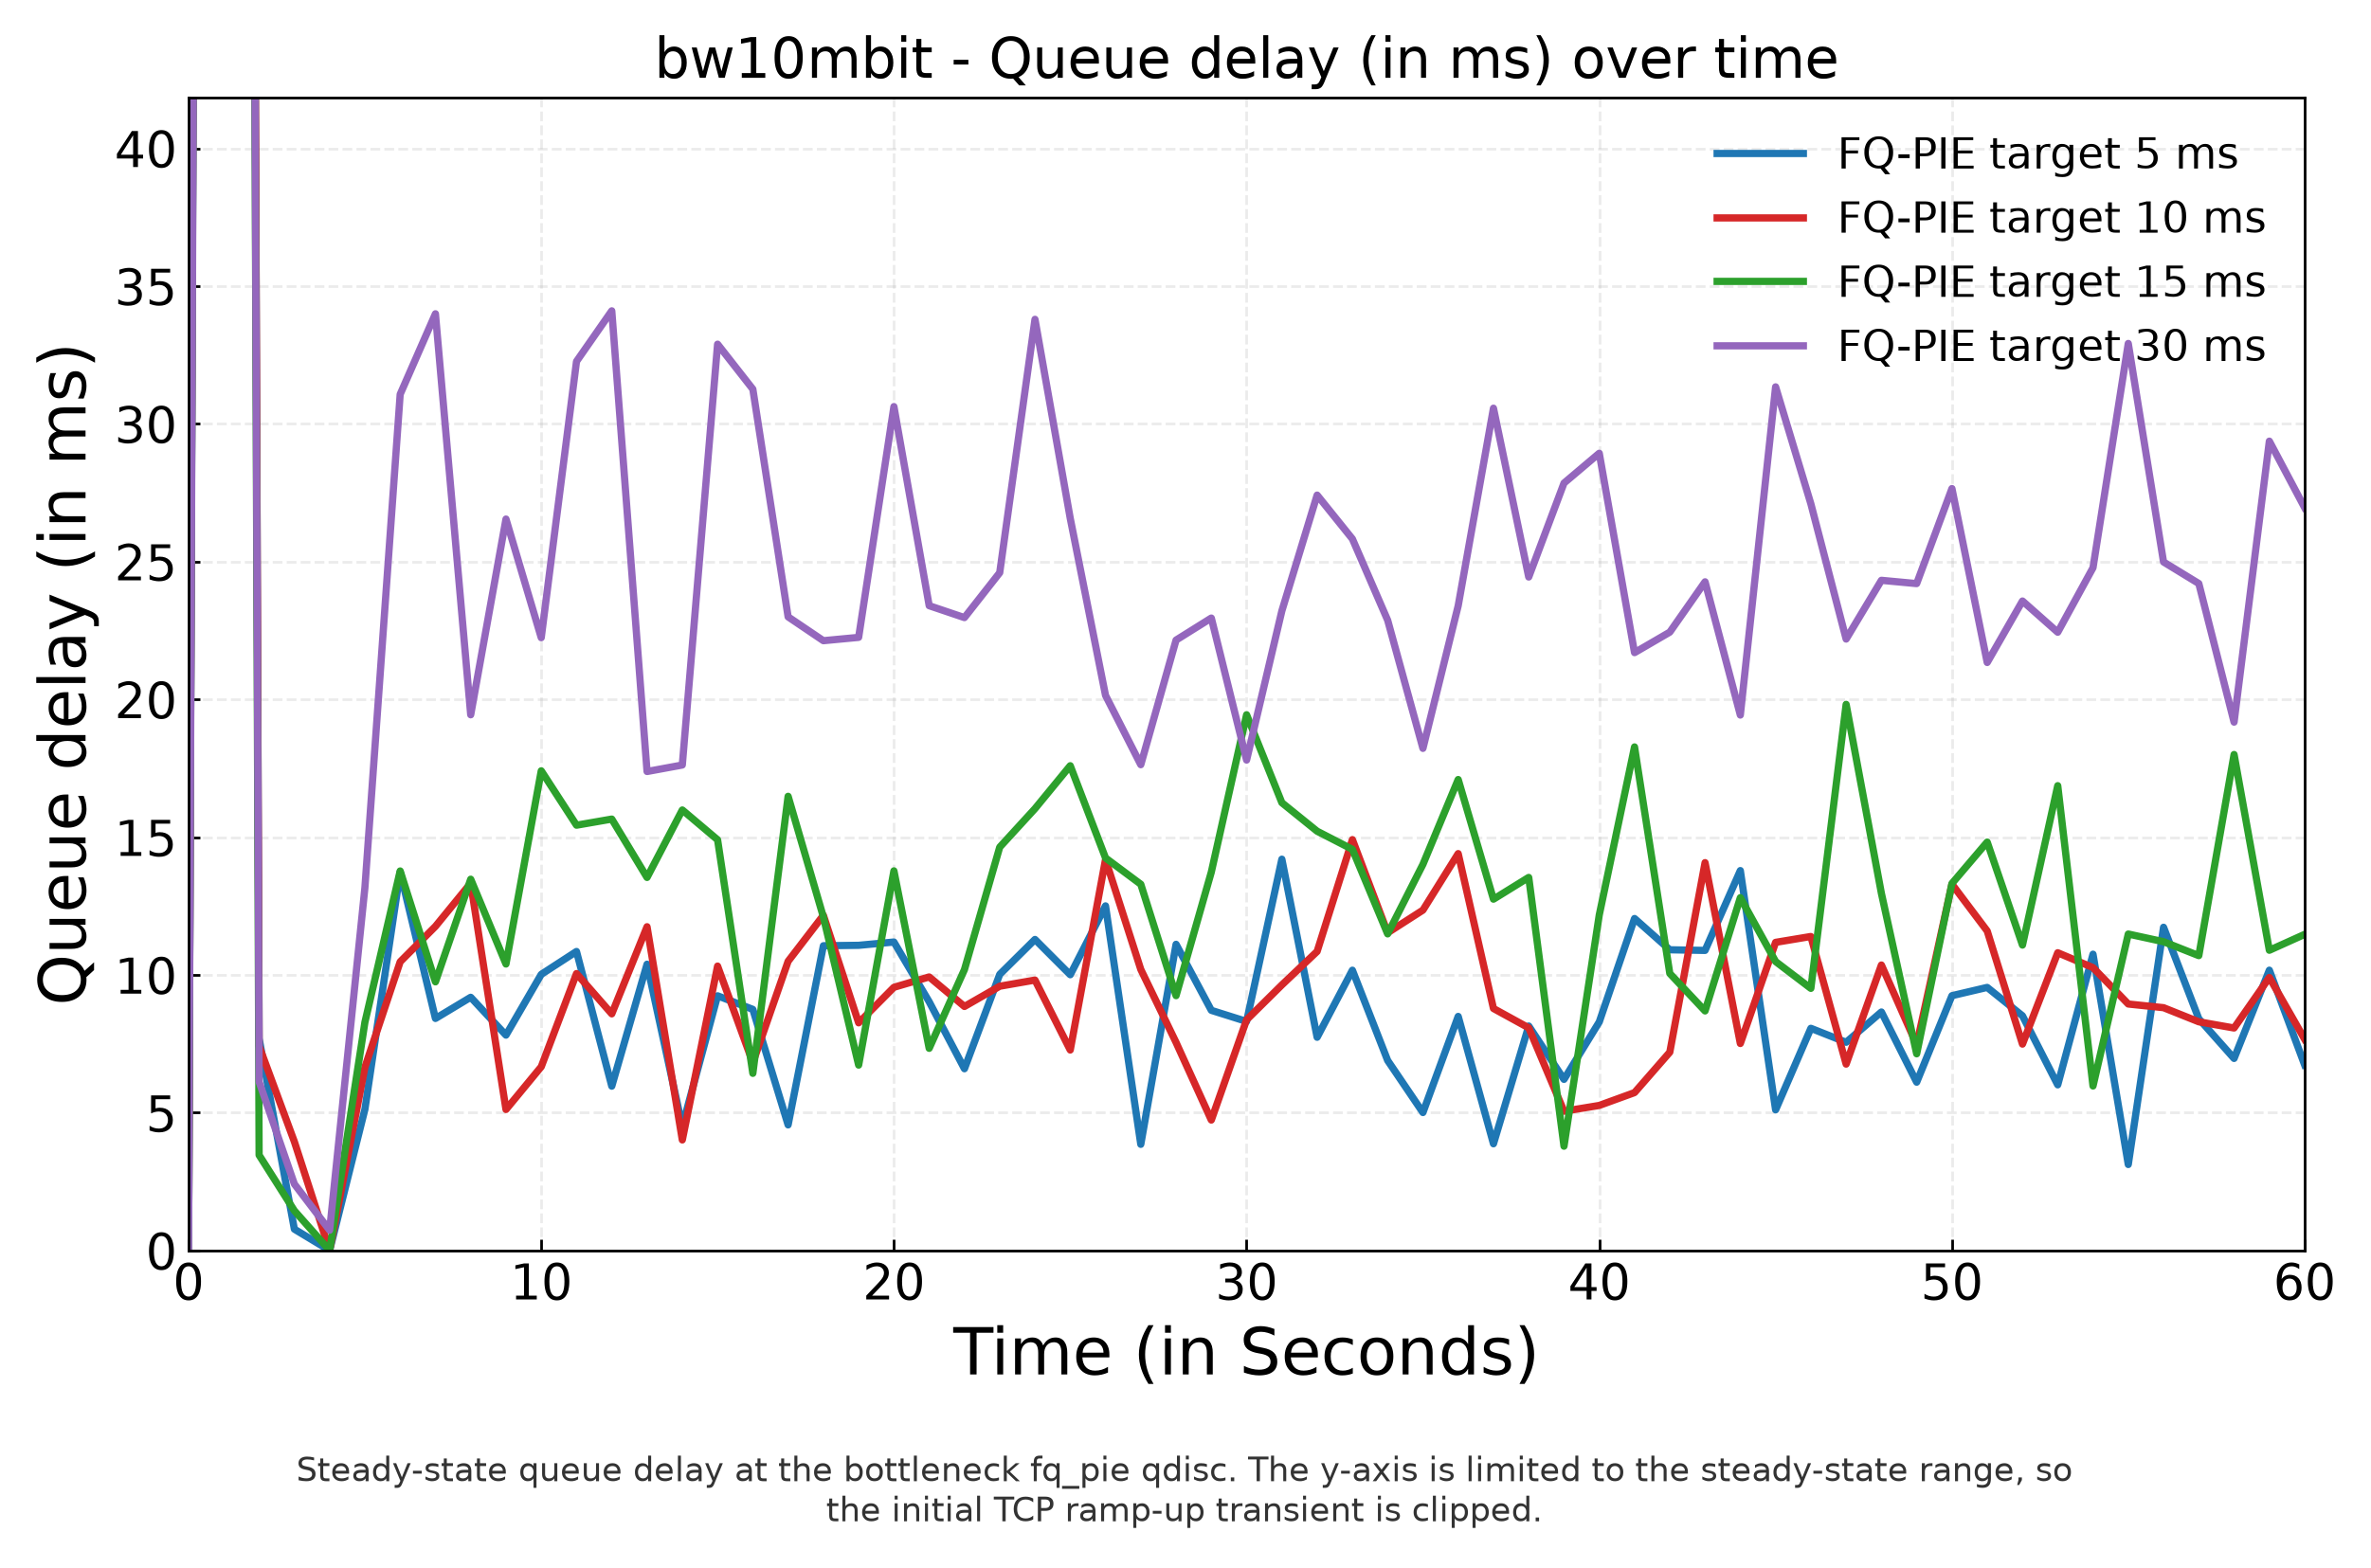 bw10mbit - Queue delay (in ms) over time
Queue delay (in ms)
40
35
30
25
20
15
10
5
0
FQ-PIE target 5 ms
FQ-PIE target 10 ms
FQ-PIE target 15 ms
FQ-PIE target 30 ms
0 10 20 30 40 50 60
Time (in Seconds)
Steady-state queue delay at the bottleneck fq_pie qdisc. The y-axis is limited to the steady-state range, so
the initial TCP ramp-up transient is clipped.